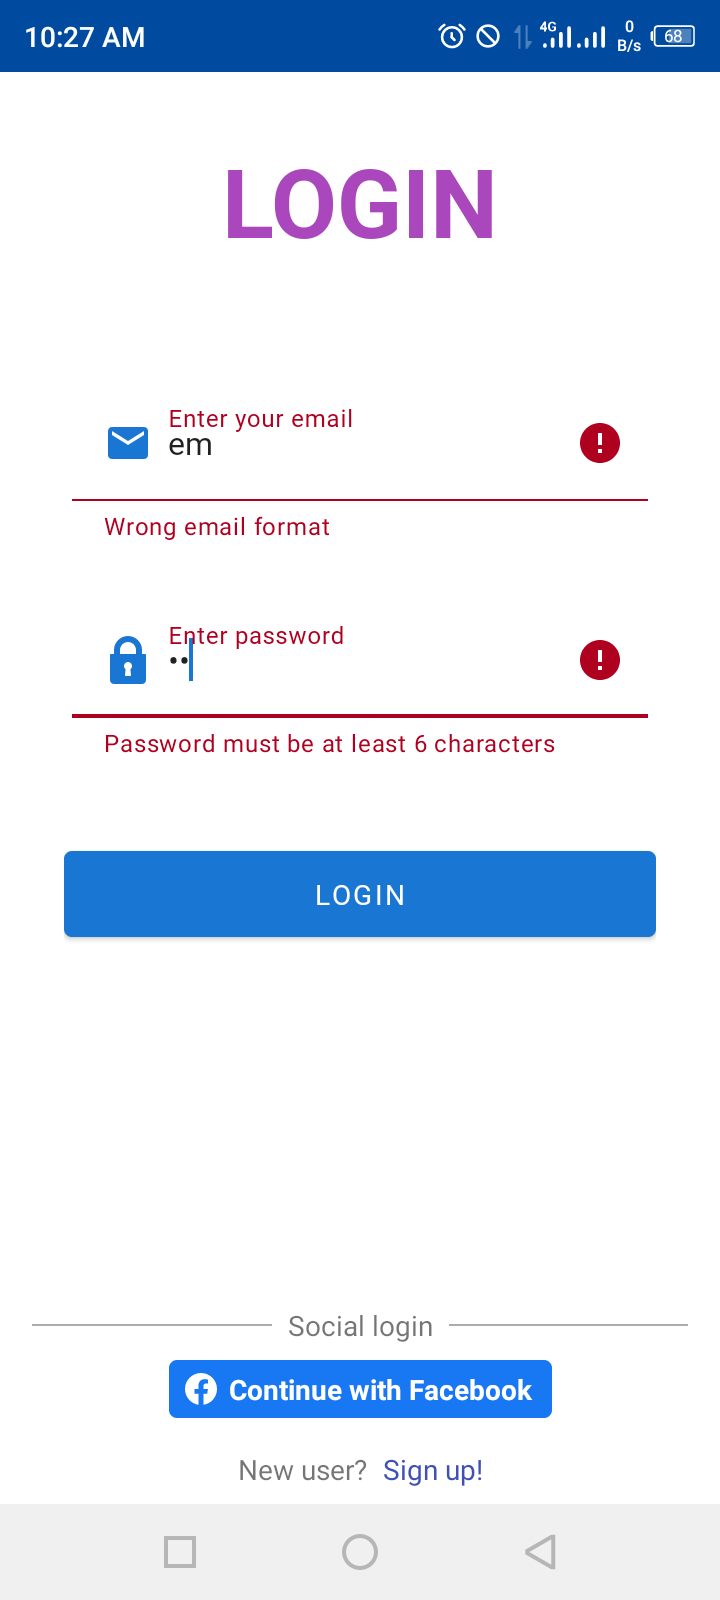 10:27 AM
4G
0
B/s
68
LOGIN
Enter your email
em
Wrong email format
Enter password
••
Password must be at least 6 characters
LOGIN
Social login
Continue with Facebook
New user? Sign up!